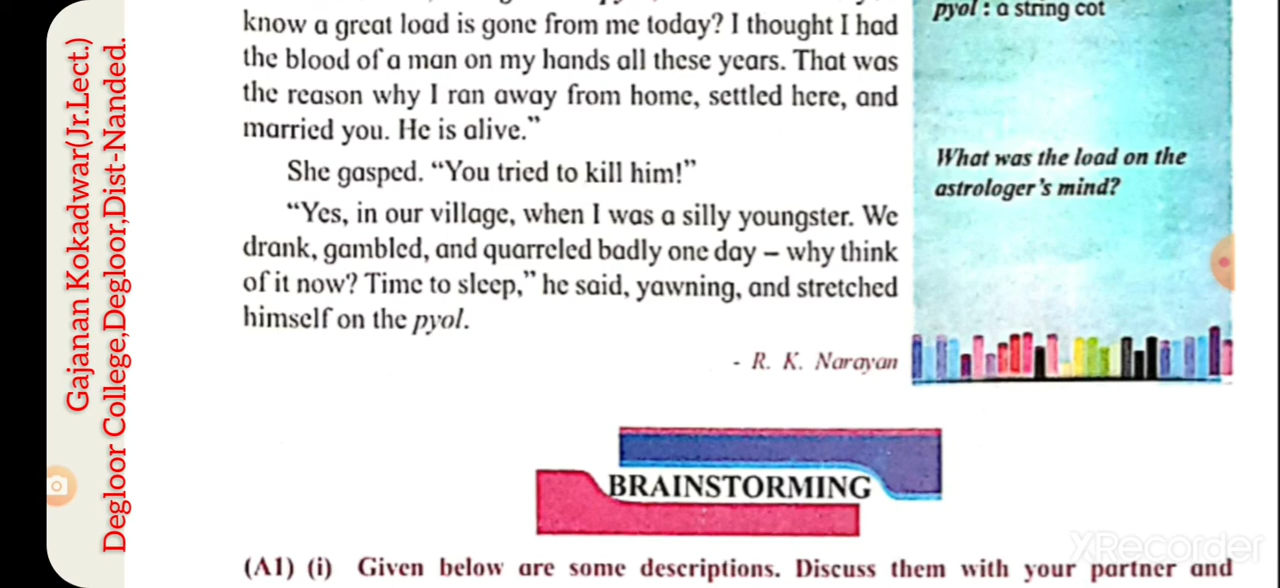 Gajanan Kokadwar(Jr.Lect.)
Degloor College,Degloor,Dist-Nanded.
know a great load is gone from me today? I thought I had
the blood of a man on my hands all these years. That was
the reason why I ran away from home, settled here, and
married you. He is alive.”
She gasped. “You tried to kill him!”
“Yes, in our village, when I was a silly youngster. We
drank, gambled, and quarreled badly one day – why think
of it now? Time to sleep,” he said, yawning, and stretched
himself on the pyol.
- R. K. Narayan
pyol : a string cot
What was the load on the
astrologer’s mind?
BRAINSTORMING
(A1) (i) Given below are some descriptions. Discuss them with your partner and
XRecorder